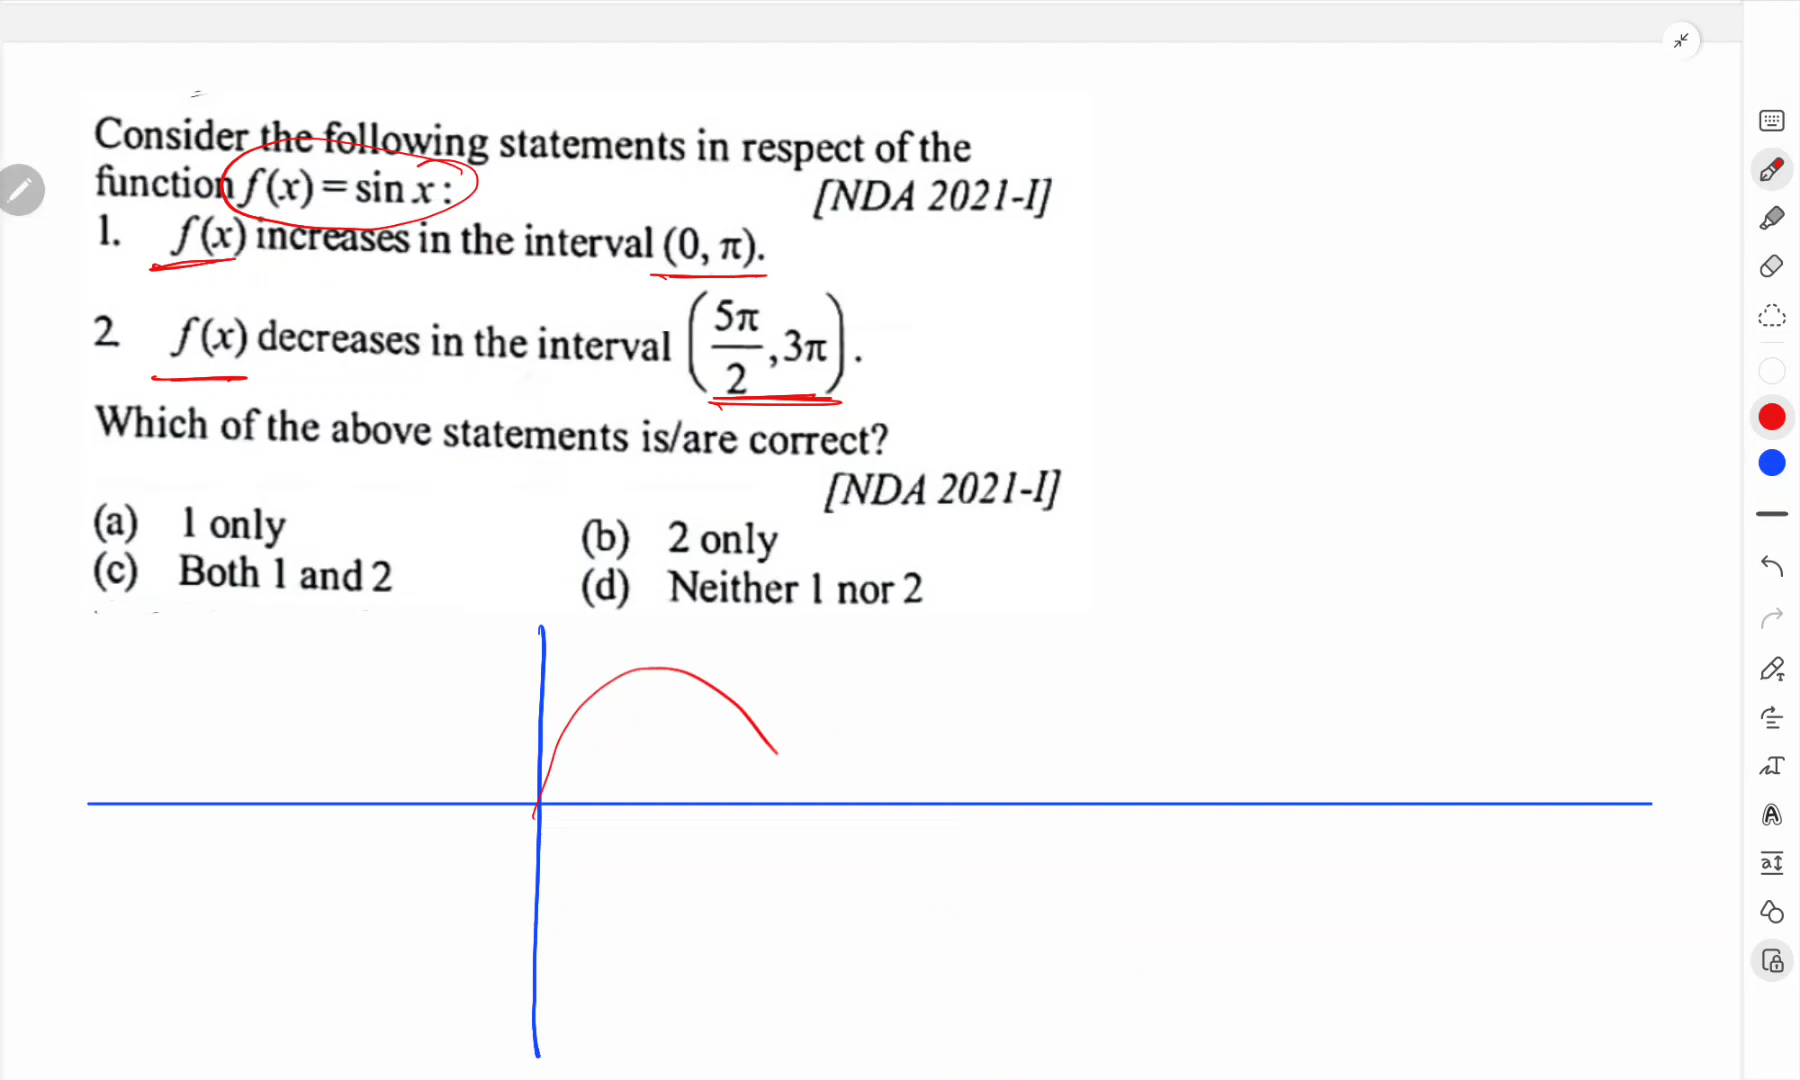 Consider the following statements in respect of the
function f(x) = sin x :
[NDA 2021-I]
1. f(x) increases in the interval (0, π).
2 f(x) decreases in the interval (5π/2, 3π).
Which of the above statements is/are correct?
[NDA 2021-I]
(a) 1 only (b) 2 only
(c) Both 1 and 2 (d) Neither 1 nor 2